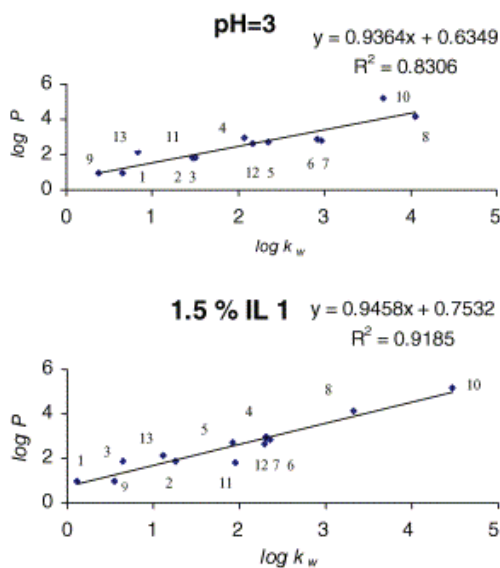 pH=3
y = 0.9364x + 0.6349
R² = 0.8306
log P
6
4
2
0
9
13
1
11
2
3
4
12
5
6
7
10
8
0 1 2 3 4 5
log k w
1.5 % IL 1
y = 0.9458x + 0.7532
R² = 0.9185
log P
6
4
2
0
1
3
9
13
2
5
11
4
12 7 6
8
10
0 1 2 3 4 5
log k w